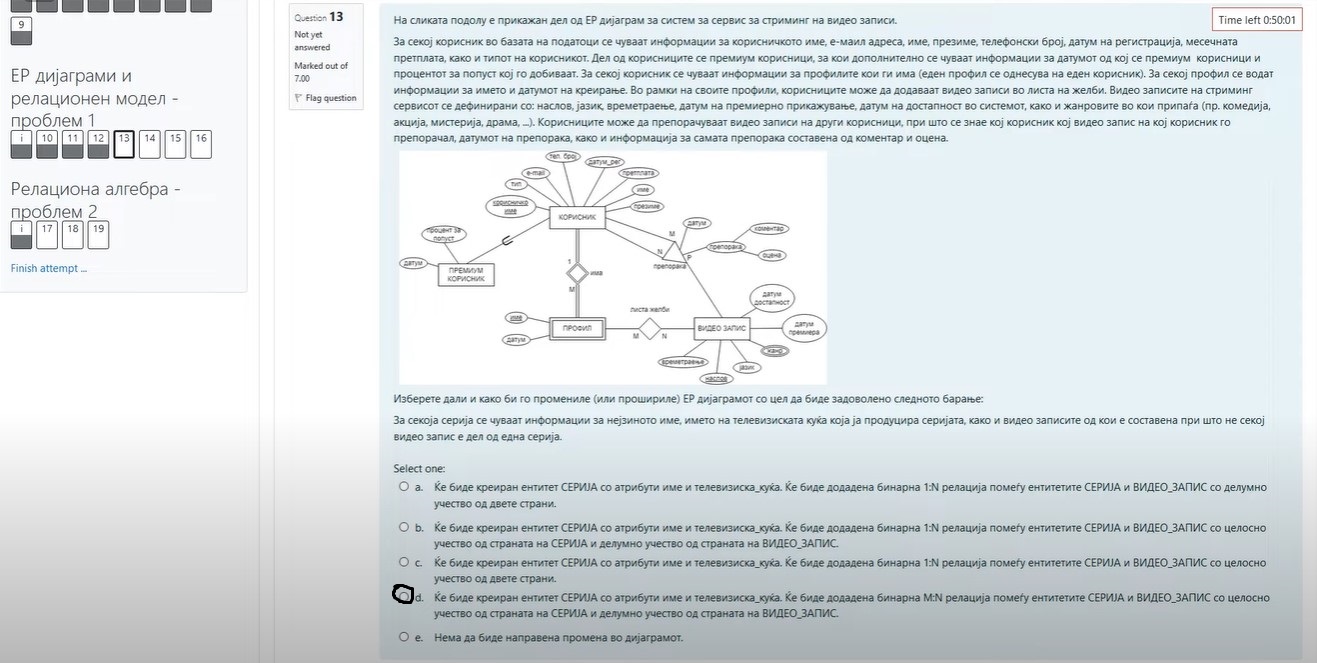 9
ЕР дијаграми и
релационен модел -
проблем 1
i 10 11 12 13 14 15 16
Релациона алгебра -
проблем 2
i 17 18 19
Finish attempt ...
Question 13
Not yet
answered
Marked out of
7.00
Flag question
Time left 0:50:01
На сликата подолу е прикажан дел од ЕР дијаграм за систем за сервис за стриминг на видео записи.
За секој корисник во базата на податоци се чуваат информации за корисничкото име, е-маил адреса, име, презиме, телефонски број, датум на регистрација, месечната
претплата, како и типот на корисникот. Дел од корисниците се премиум корисници, за кои дополнително се чуваат информации за датумот од кој се премиум корисници и
процентот за попуст кој го добиваат. За секој корисник се чуваат информации за профилите кои ги има (еден профил се однесува на еден корисник). За секој профил се водат
информации за името и датумот на креирање. Во рамки на своите профили, корисниците може да додаваат видео записи во листа на желби. Видео записите на стриминг
сервисот се дефинирани со: наслов, јазик, времетраење, датум на премиерно прикажување, датум на достапност во системот, како и жанровите во кои припаѓа (пр. комедија,
акција, мистерија, драма, ...). Корисниците може да препорачуваат видео записи на други корисници, при што се знае кој корисник кој видео запис на кој корисник го
препорачал, датумот на препорака, како и информација за самата препорака составена од коментар и оцена.
тел. број
датум_рег
e-mail
претплата
тип
име
корисничко
име
презиме
КОРИСНИК
процент за
попуст
датум
М
коментар
N
препорака
P
оцена
датум
препорака
ПРЕМИУМ
КОРИСНИК
1
има
М
датум
достапност
име
листа желби
ПРОФИЛ
ВИДЕО ЗАПИС
датум
премиера
M
N
датум
жанр
времетраење
јазик
наслов
Изберете дали и како би го промениле (или прошириле) ЕР дијаграмот со цел да биде задоволено следното барање:
За секоја серија се чуваат информации за нејзиното име, името на телевизиската куќа која ја продуцира серијата, како и видео записите од кои е составена при што не секој
видео запис е дел од една серија.
Select one:
a. Ќе биде креиран ентитет СЕРИЈА со атрибути име и телевизиска_куќа. Ќе биде додадена бинарна 1:N релација помеѓу ентитетите СЕРИЈА и ВИДЕО_ЗАПИС со делумно
учество од двете страни.
b. Ќе биде креиран ентитет СЕРИЈА со атрибути име и телевизиска_куќа. Ќе биде додадена бинарна 1:N релација помеѓу ентитетите СЕРИЈА и ВИДЕО_ЗАПИС со целосно
учество од страната на СЕРИЈА и делумно учество од страната на ВИДЕО_ЗАПИС.
c. Ќе биде креиран ентитет СЕРИЈА со атрибути име и телевизиска_куќа. Ќе биде додадена бинарна 1:N релација помеѓу ентитетите СЕРИЈА и ВИДЕО_ЗАПИС со целосно
учество од двете страни.
d. Ќе биде креиран ентитет СЕРИЈА со атрибути име и телевизиска_куќа. Ќе биде додадена бинарна M:N релација помеѓу ентитетите СЕРИЈА и ВИДЕО_ЗАПИС со целосно
учество од страната на СЕРИЈА и делумно учество од страната на ВИДЕО_ЗАПИС.
e. Нема да биде направена промена во дијаграмот.